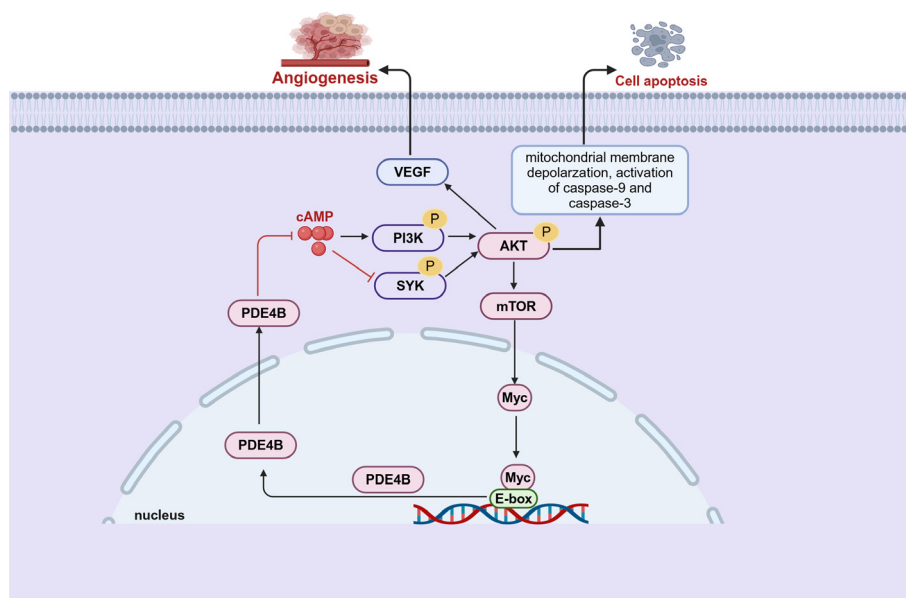 Angiogenesis
Cell apoptosis
mitochondrial membrane
depolarzation, activation
of caspase-9 and
caspase-3
VEGF
cAMP
P
PI3K
P
AKT
P
SYK
PDE4B
mTOR
Myc
PDE4B
PDE4B
Myc
E-box
nucleus